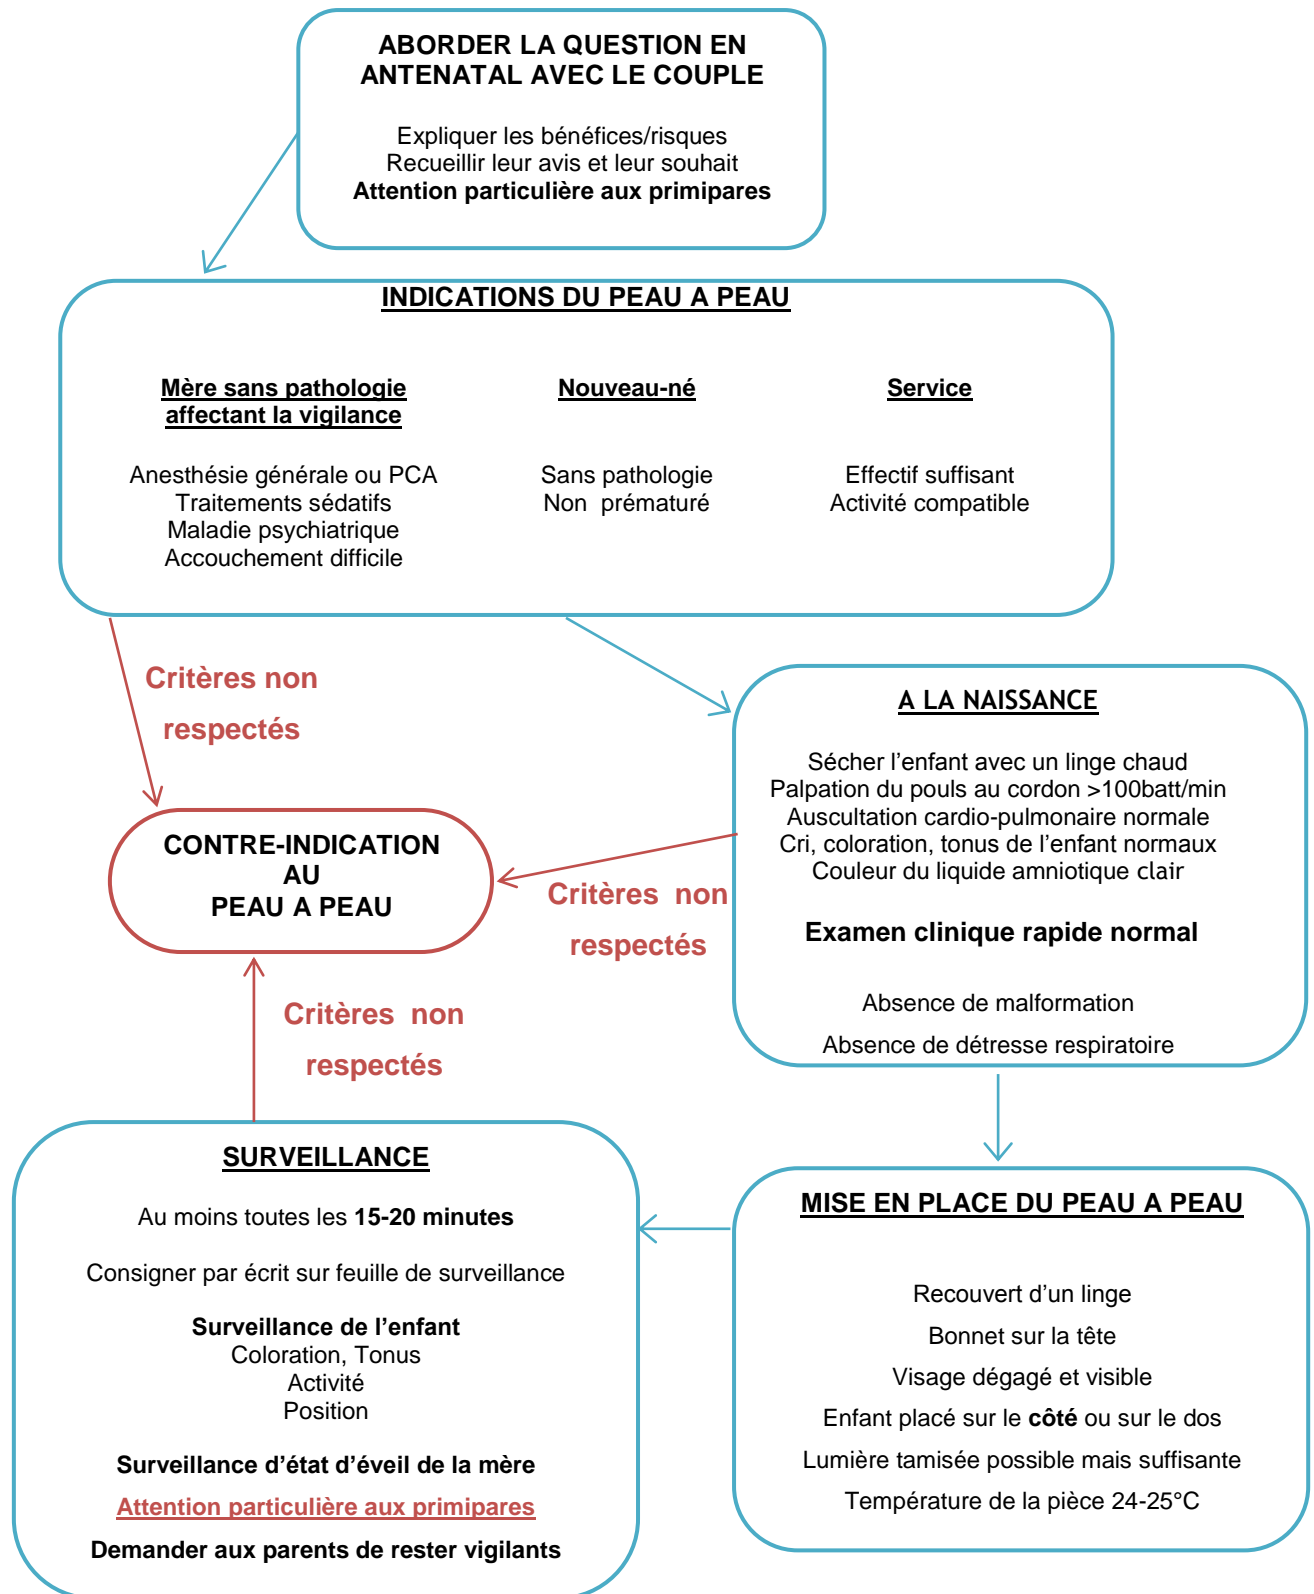 ABORDER LA QUESTION EN
ANTENATAL AVEC LE COUPLE
Expliquer les bénéfices/risques
Recueillir leur avis et leur souhait
Attention particulière aux primipares
INDICATIONS DU PEAU A PEAU
Mère sans pathologie
affectant la vigilance
Anesthésie générale ou PCA
Traitements sédatifs
Maladie psychiatrique
Accouchement difficile
Nouveau-né
Sans pathologie
Non prématuré
Service
Effectif suffisant
Activité compatible
Critères non
respectés
A LA NAISSANCE
Sécher l’enfant avec un linge chaud
Palpation du pouls au cordon >100batt/min
Auscultation cardio-pulmonaire normale
Cri, coloration, tonus de l’enfant normaux
Couleur du liquide amniotique clair
Examen clinique rapide normal
Absence de malformation
Absence de détresse respiratoire
CONTRE-INDICATION
AU
PEAU A PEAU
Critères non
respectés
Critères non
respectés
SURVEILLANCE
Au moins toutes les 15-20 minutes
Consigner par écrit sur feuille de surveillance
Surveillance de l’enfant
Coloration, Tonus
Activité
Position
Surveillance d’état d’éveil de la mère
Attention particulière aux primipares
Demander aux parents de rester vigilants
MISE EN PLACE DU PEAU A PEAU
Recouvert d’un linge
Bonnet sur la tête
Visage dégagé et visible
Enfant placé sur le côté ou sur le dos
Lumière tamisée possible mais suffisante
Température de la pièce 24-25°C